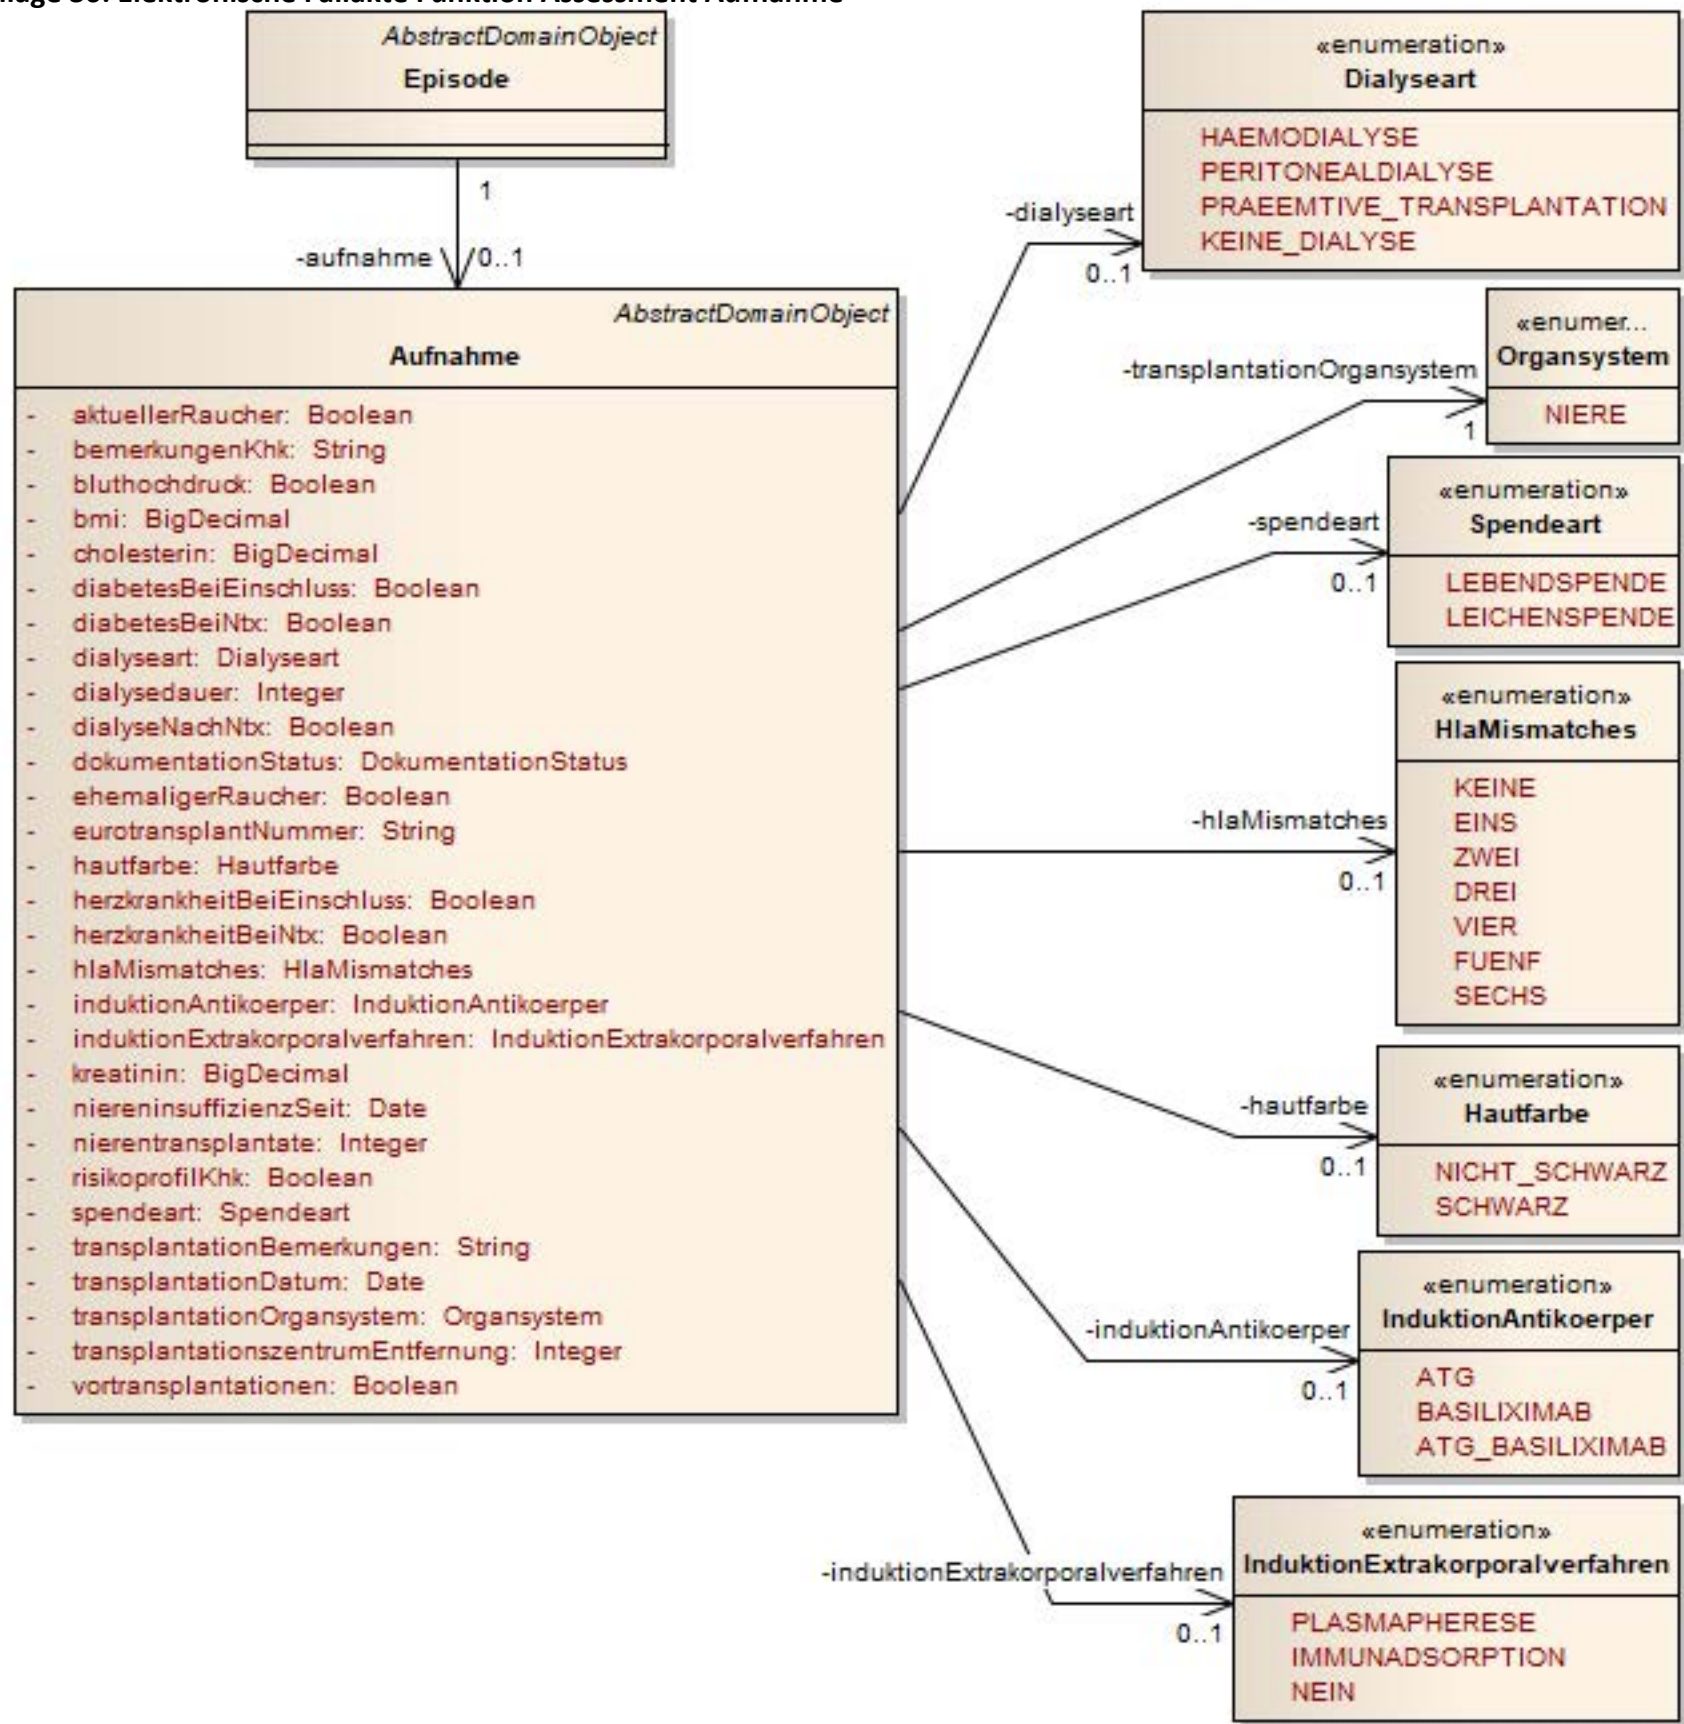 Elektronische Fallakte Funktion Assessment Aufnahme
AbstractDomainObject
Episode
1
-aufnahme
0..1
AbstractDomainObject
Aufnahme
- aktuellerRaucher: Boolean
- bemerkungenKhk: String
- bluthochdruck: Boolean
- bmi: BigDecimal
- cholesterin: BigDecimal
- diabetesBeiEinschluss: Boolean
- diabetesBeiNtx: Boolean
- dialyseart: Dialyseart
- dialysedauer: Integer
- dialyseNachNtx: Boolean
- dokumentationStatus: DokumentationStatus
- ehemaligerRaucher: Boolean
- eurotransplantNummer: String
- hautfarbe: Hautfarbe
- herzkrankheitBeiEinschluss: Boolean
- herzkrankheitBeiNtx: Boolean
- hlaMismatches: HlaMismatches
- induktionAntikoerper: InduktionAntikoerper
- induktionExtrakorporalverfahren: InduktionExtrakorporalverfahren
- kreatinin: BigDecimal
- niereninsuffizienzSeit: Date
- nierentransplantate: Integer
- risikoprofilKhk: Boolean
- spendeart: Spendeart
- transplantationBemerkungen: String
- transplantationDatum: Date
- transplantationOrgansystem: Organsystem
- transplantationszentrumEntfernung: Integer
- vortransplantationen: Boolean
-dialyseart
0..1
«enumeration»
Dialyseart
HAEMODIALYSE
PERITONEALDIALYSE
PRAEEMTIVE_TRANSPLANTATION
KEINE_DIALYSE
-transplantationOrgansystem
1
«enumer...
Organsystem
NIERE
-spendeart
0..1
«enumeration»
Spendeart
LEBENDSPENDE
LEICHENSPENDE
-hlaMismatches
0..1
«enumeration»
HlaMismatches
KEINE
EINS
ZWEI
DREI
VIER
FUENF
SECHS
-hautfarbe
0..1
«enumeration»
Hautfarbe
NICHT_SCHWARZ
SCHWARZ
-induktionAntikoerper
0..1
«enumeration»
InduktionAntikoerper
ATG
BASILIXIMAB
ATG_BASILIXIMAB
-induktionExtrakorporalverfahren
0..1
«enumeration»
InduktionExtrakorporalverfahren
PLASMAPHERESE
IMMUNADSORPTION
NEIN